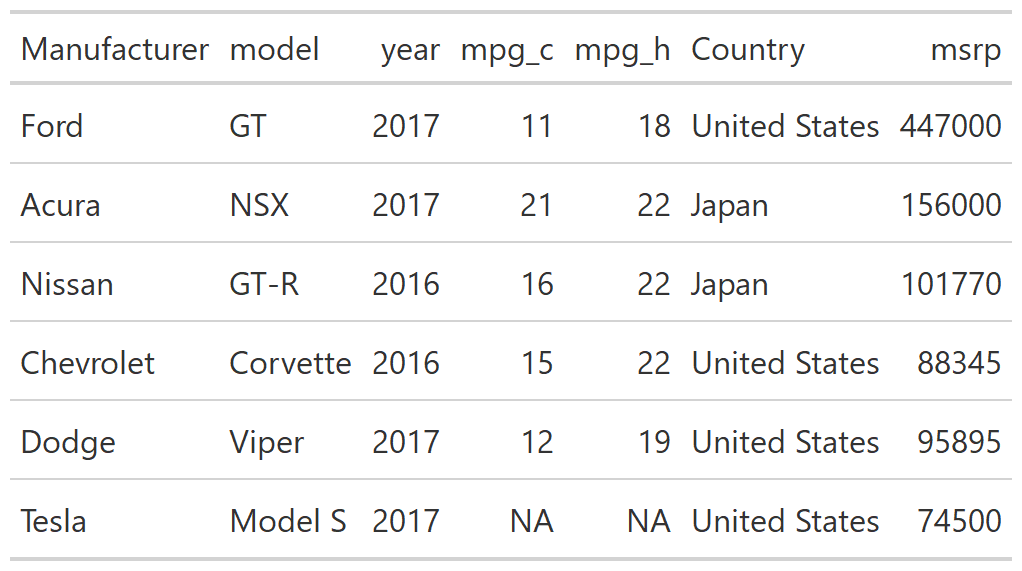 Manufacturer model year mpg_c mpg_h Country msrp
Ford GT 2017 11 18 United States 447000
Acura NSX 2017 21 22 Japan 156000
Nissan GT-R 2016 16 22 Japan 101770
Chevrolet Corvette 2016 15 22 United States 88345
Dodge Viper 2017 12 19 United States 95895
Tesla Model S 2017 NA NA United States 74500